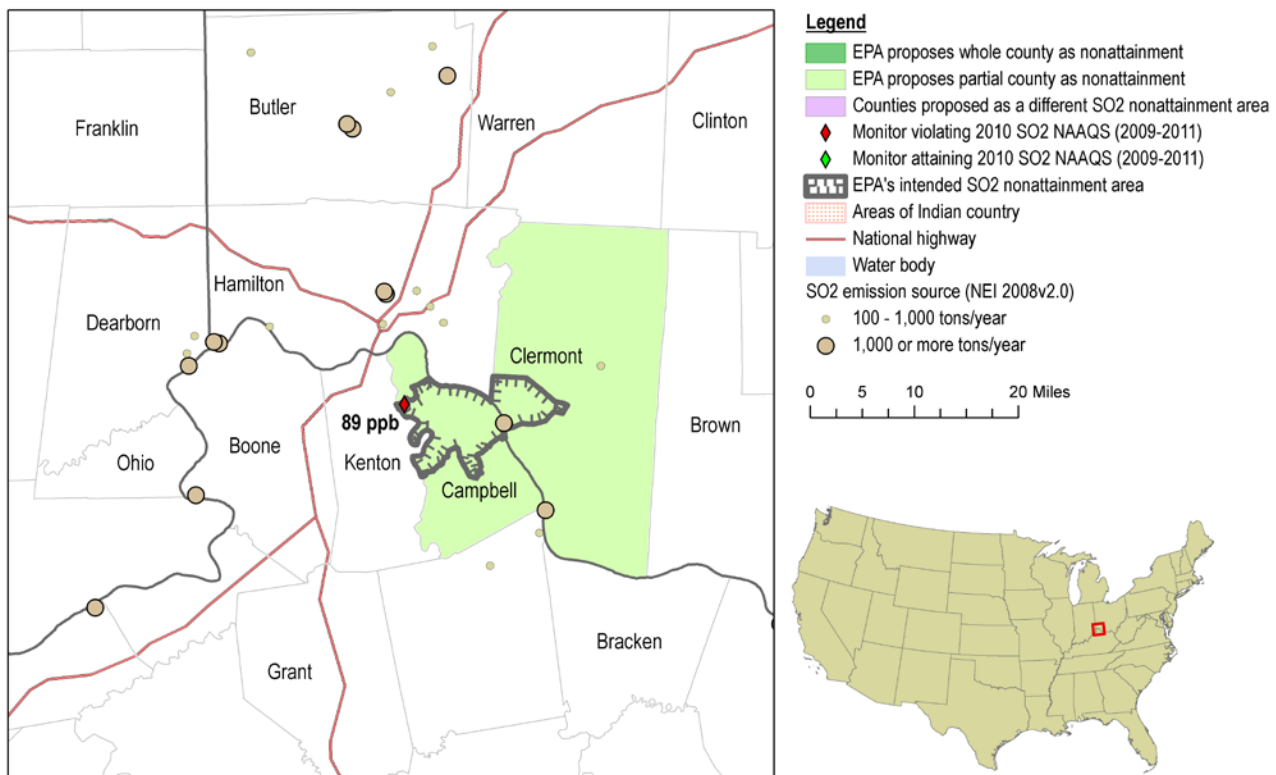 Butler
Franklin
Warren
Clinton
Hamilton
Dearborn
Clermont
89 ppb
Brown
Boone
Ohio
Kenton
Campbell
Bracken
Grant
Legend
EPA proposes whole county as nonattainment
EPA proposes partial county as nonattainment
Counties proposed as a different SO2 nonattainment area
Monitor violating 2010 SO2 NAAQS (2009-2011)
Monitor attaining 2010 SO2 NAAQS (2009-2011)
EPA's intended SO2 nonattainment area
Areas of Indian country
National highway
Water body
SO2 emission source (NEI 2008v2.0)
100 - 1,000 tons/year
1,000 or more tons/year
0 5 10 20 Miles